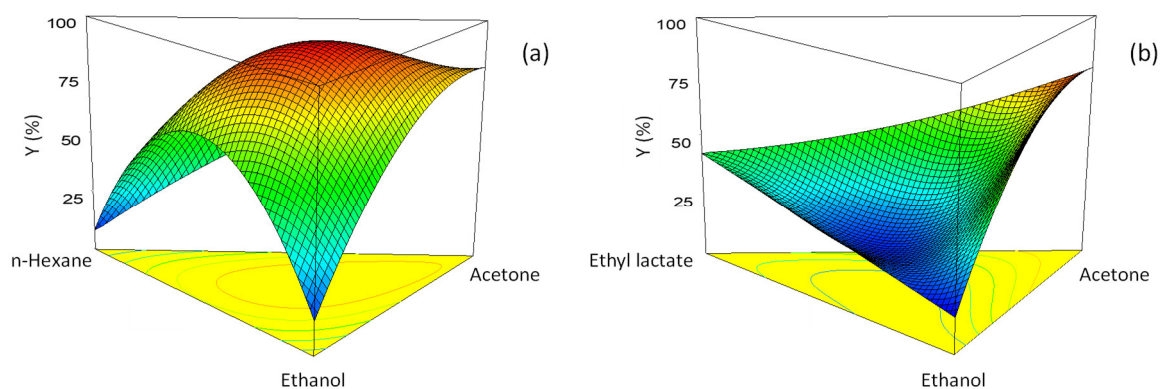 (a)
100
75
50
25
Y (%)
n-Hexane
Acetone
Ethanol
(b)
100
75
50
25
Y (%)
Ethyl lactate
Acetone
Ethanol